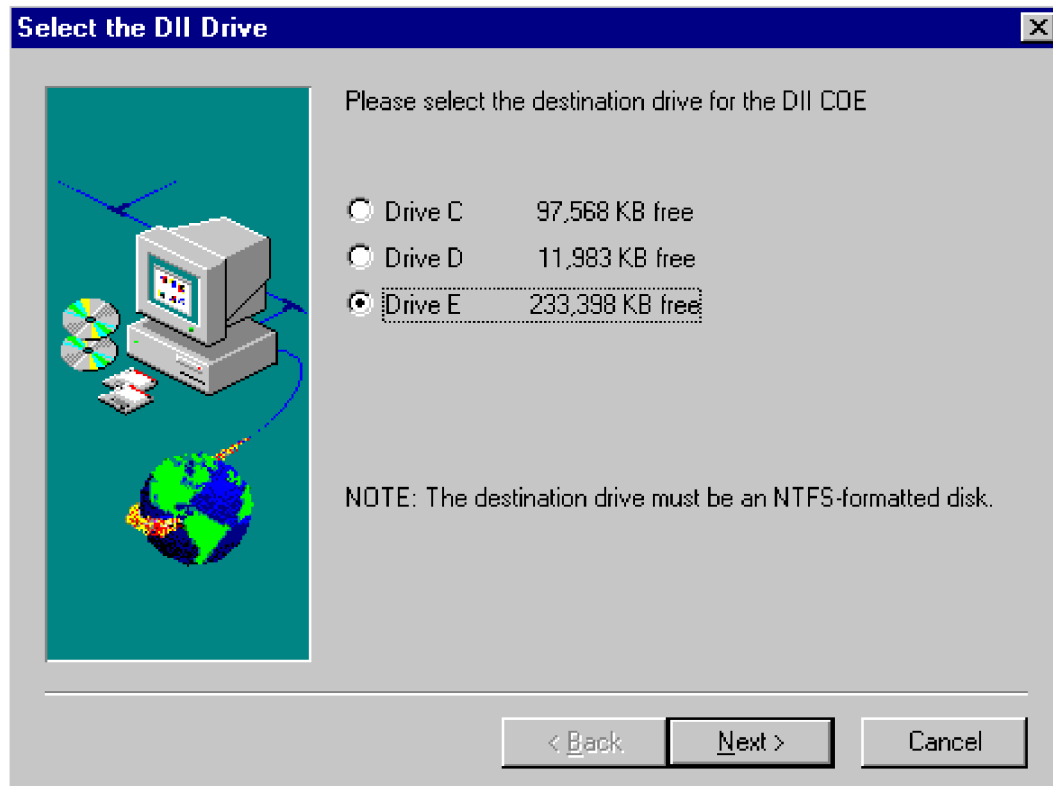 Select the DII Drive
Please select the destination drive for the DII COE
Drive C 97,568 KB free
Drive D 11,983 KB free
Drive E 233,398 KB free
NOTE: The destination drive must be an NTFS-formatted disk.
< Back Next > Cancel